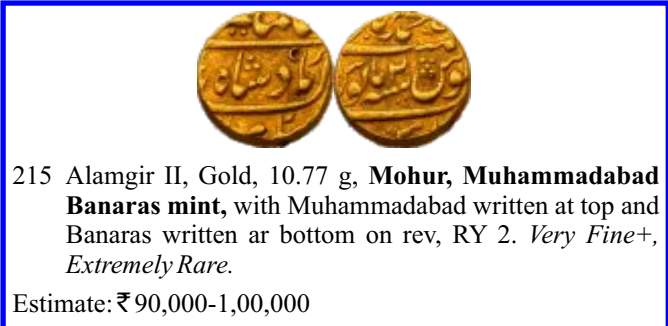 215 Alamgir II, Gold, 10.77 g, Mohur, Muhammadabad
Banaras mint, with Muhammadabad written at top and
Banaras written ar bottom on rev, RY 2. Very Fine+,
Extremely Rare.
Estimate: ₹ 90,000-1,00,000